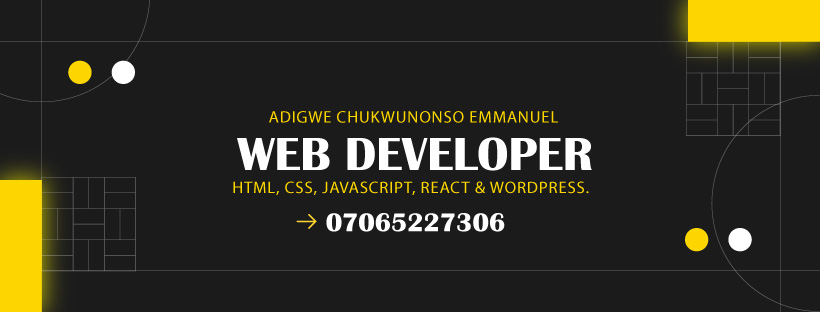 ADIGWE CHUKWUNONSO EMMANUEL
WEB DEVELOPER
HTML, CSS, JAVASCRIPT, REACT & WORDPRESS.
→ 07065227306